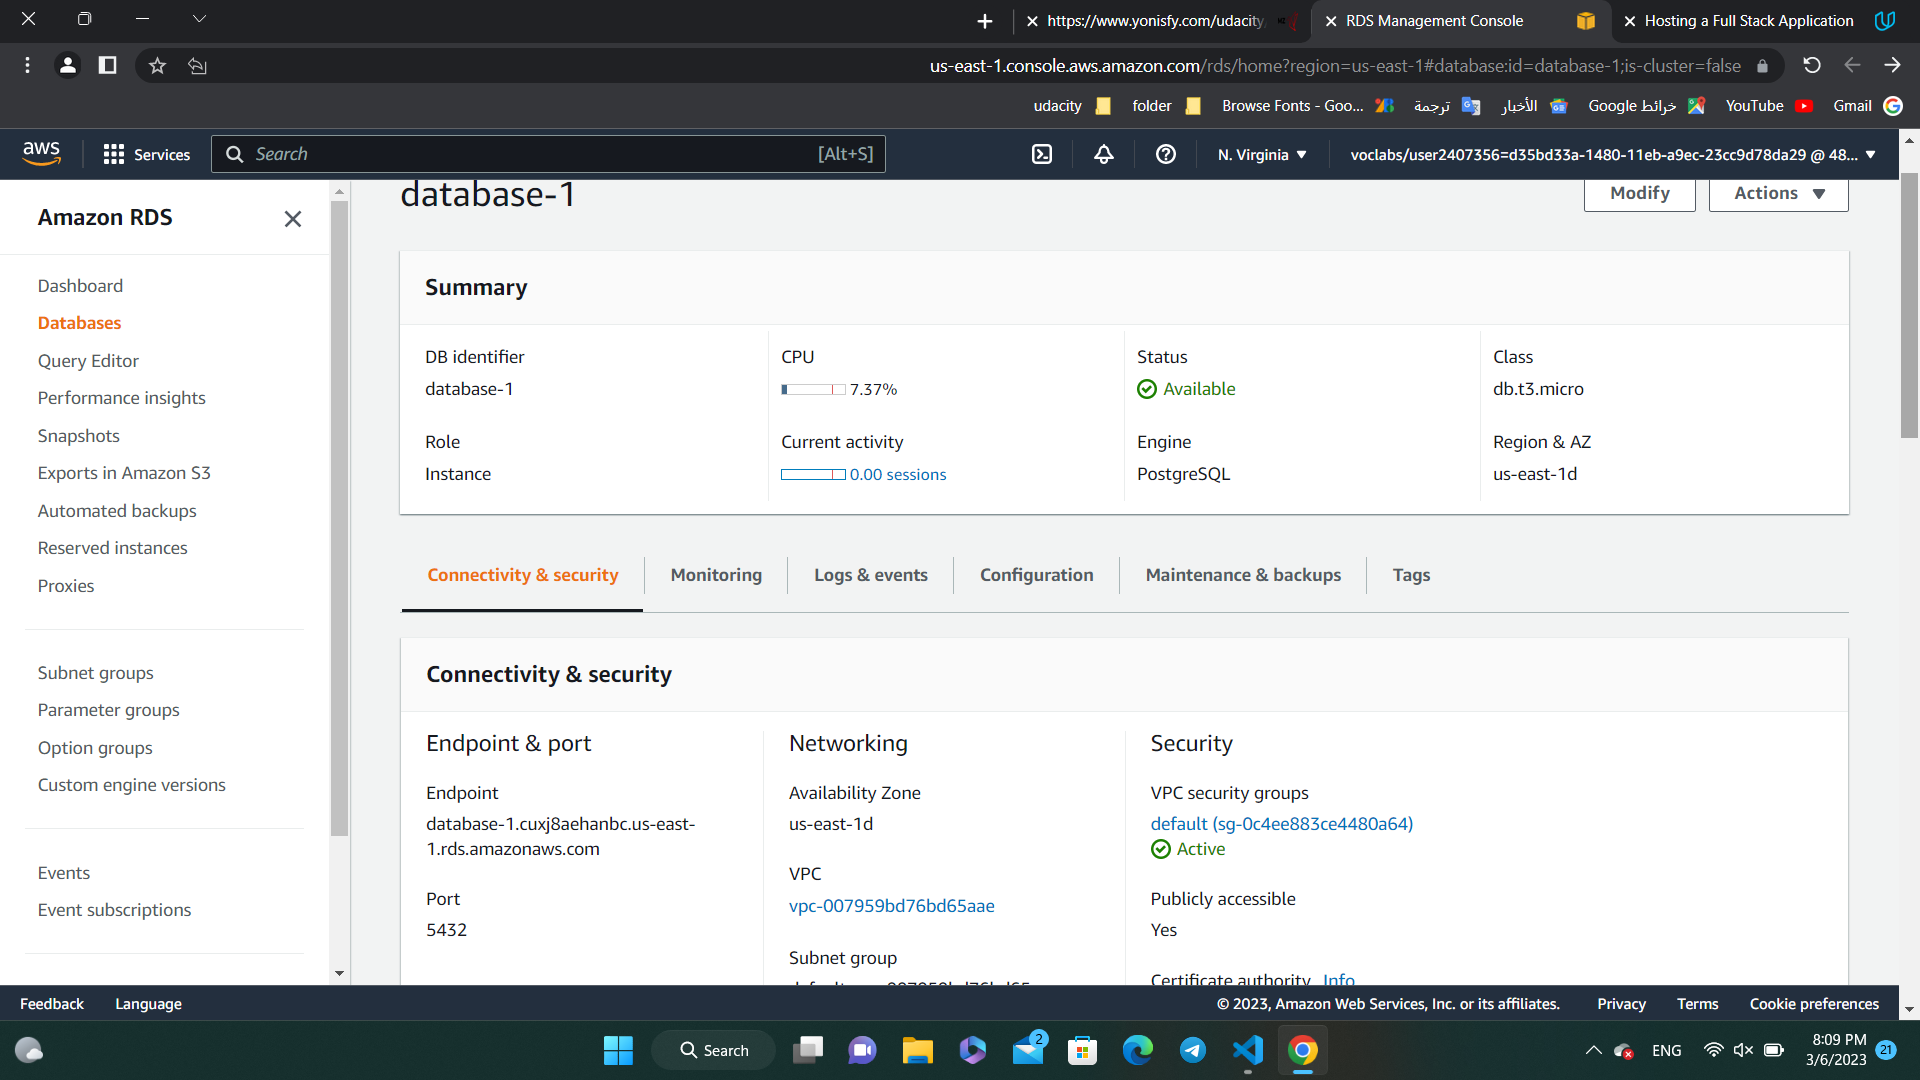 https://www.yonisfy.com/udacity
RDS Management Console
Hosting a Full Stack Application
us-east-1.console.aws.amazon.com/rds/home?region=us-east-1#database:id=database-1;is-cluster=false
udacity
folder
Browse Fonts - Goo...
ترجمة
الأخبار
خرائط Google
YouTube
Gmail
aws
Services
Search
[Alt+S]
N. Virginia
voclabs/user2407356=d35bd33a-1480-11eb-a9ec-23cc9d78da29 @ 48...
Amazon RDS
Dashboard
Databases
Query Editor
Performance insights
Snapshots
Exports in Amazon S3
Automated backups
Reserved instances
Proxies
Subnet groups
Parameter groups
Option groups
Custom engine versions
Events
Event subscriptions
database-1
Modify
Actions
Summary
DB identifier
database-1
CPU
7.37%
Status
Available
Class
db.t3.micro
Role
Instance
Current activity
0.00 sessions
Engine
PostgreSQL
Region & AZ
us-east-1d
Connectivity & security
Monitoring
Logs & events
Configuration
Maintenance & backups
Tags
Connectivity & security
Endpoint & port
Endpoint
database-1.cuxj8aehanbc.us-east-
1.rds.amazonaws.com
Port
5432
Networking
Availability Zone
us-east-1d
VPC
vpc-007959bd76bd65aae
Subnet group
Security
VPC security groups
default (sg-0c4ee883ce4480a64)
Active
Publicly accessible
Yes
Certificate authority Info
Feedback
Language
© 2023, Amazon Web Services, Inc. or its affiliates.
Privacy
Terms
Cookie preferences
Search
2
ENG
8:09 PM
3/6/2023
21